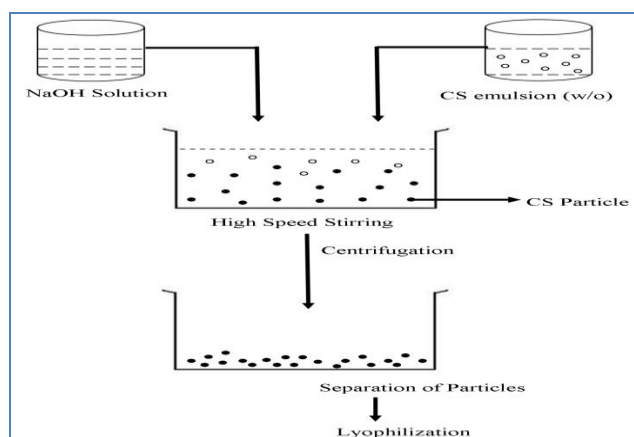 NaOH Solution
CS emulsion (w/o)
CS Particle
High Speed Stirring
Centrifugation
Separation of Particles
Lyophilization